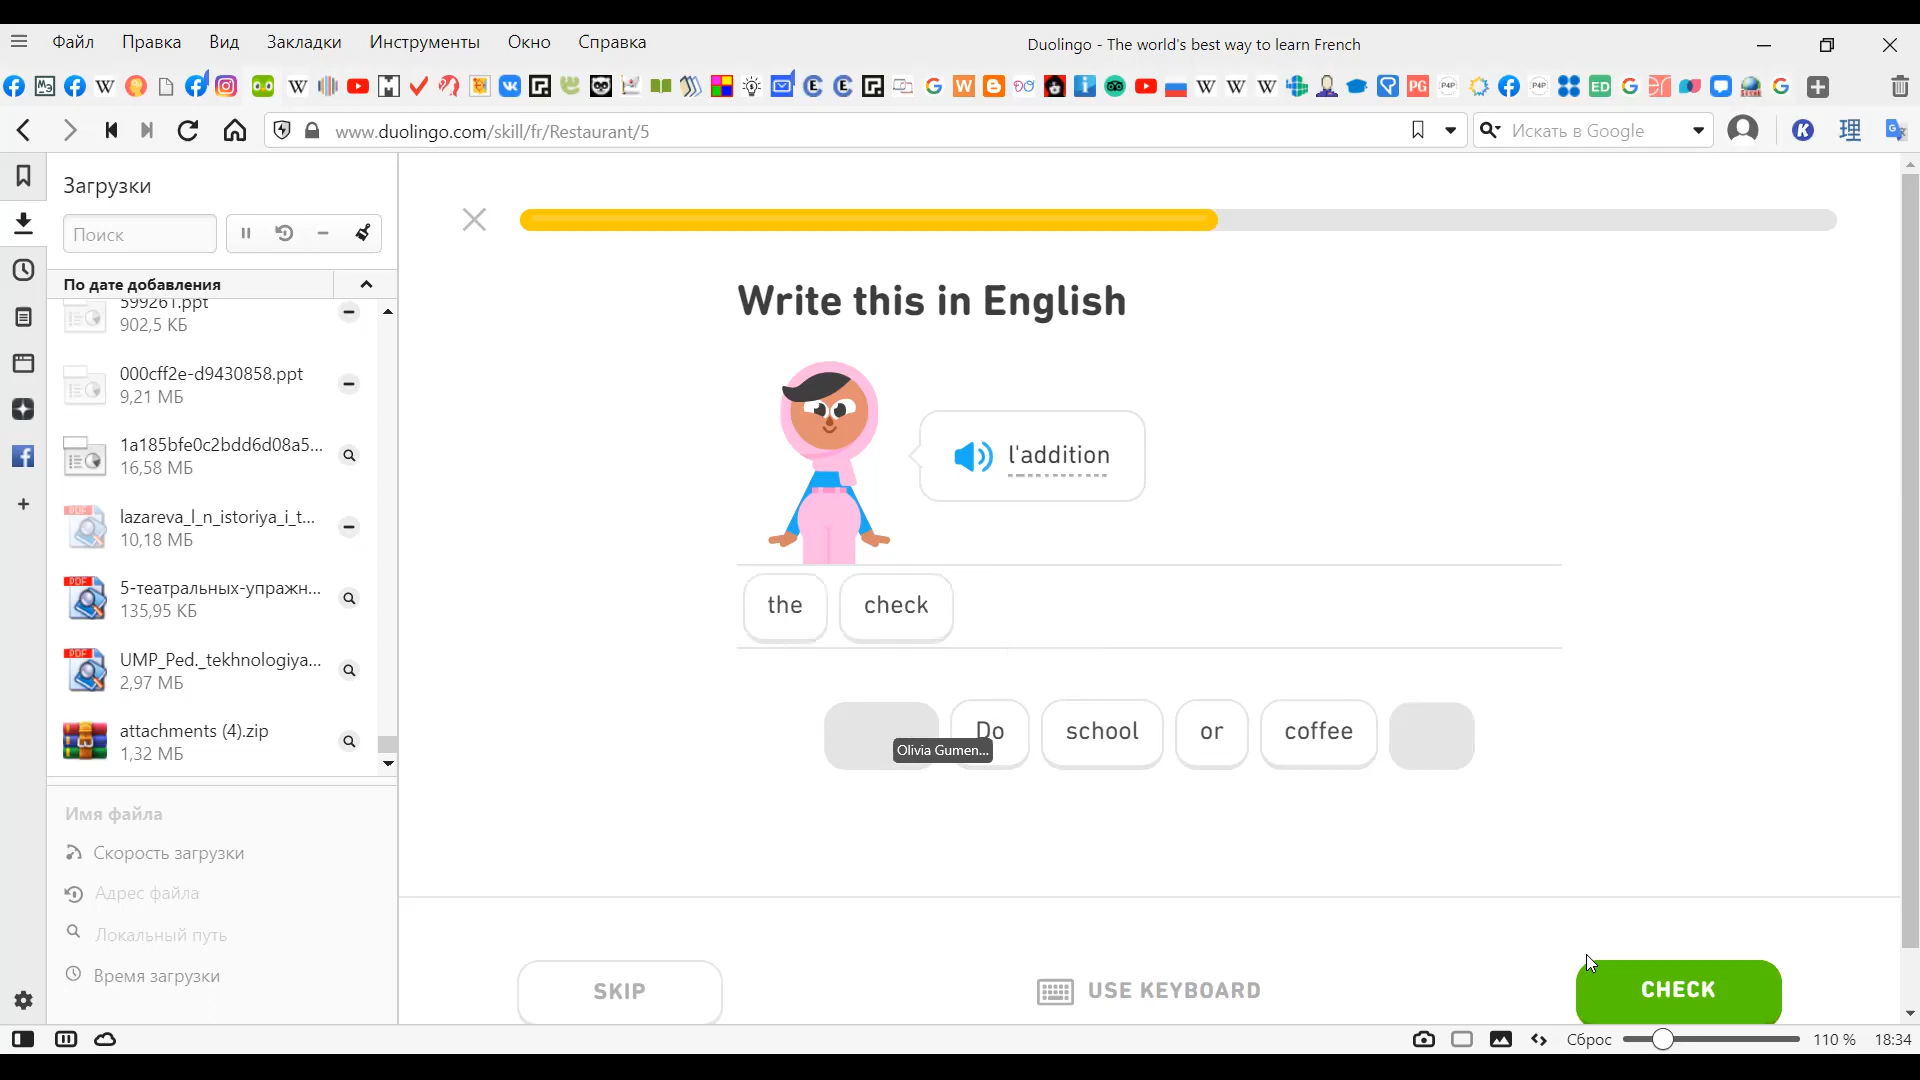 Файл Правка Вид Закладки Инструменты Окно Справка
Duolingo - The world's best way to learn French
www.duolingo.com/skill/fr/Restaurant/5
Искать в Google
Загрузки
Поиск
По дате добавления
599261.ppt
902,5 КБ
000cff2e-d9430858.ppt
9,21 МБ
1a185bfe0c2bdd6d08a5...
16,58 МБ
lazareva_l_n_istoriya_i_t...
10,18 МБ
5-театральных-упражн...
135,95 КБ
UMP_Ped._tekhnologiya...
2,97 МБ
attachments (4).zip
1,32 МБ
Имя файла
Скорость загрузки
Адрес файла
Локальный путь
Время загрузки
Write this in English
l'addition
the check
Do school or coffee
Olivia Gumen...
SKIP
USE KEYBOARD
CHECK
Сброс
110 %
18:34